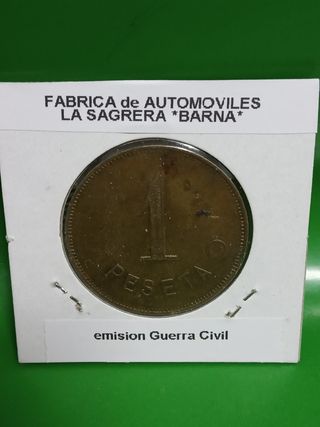 FABRICA de AUTOMOVILES
LA SAGRERA *BARNA*
1
PESETA
emision Guerra Civil